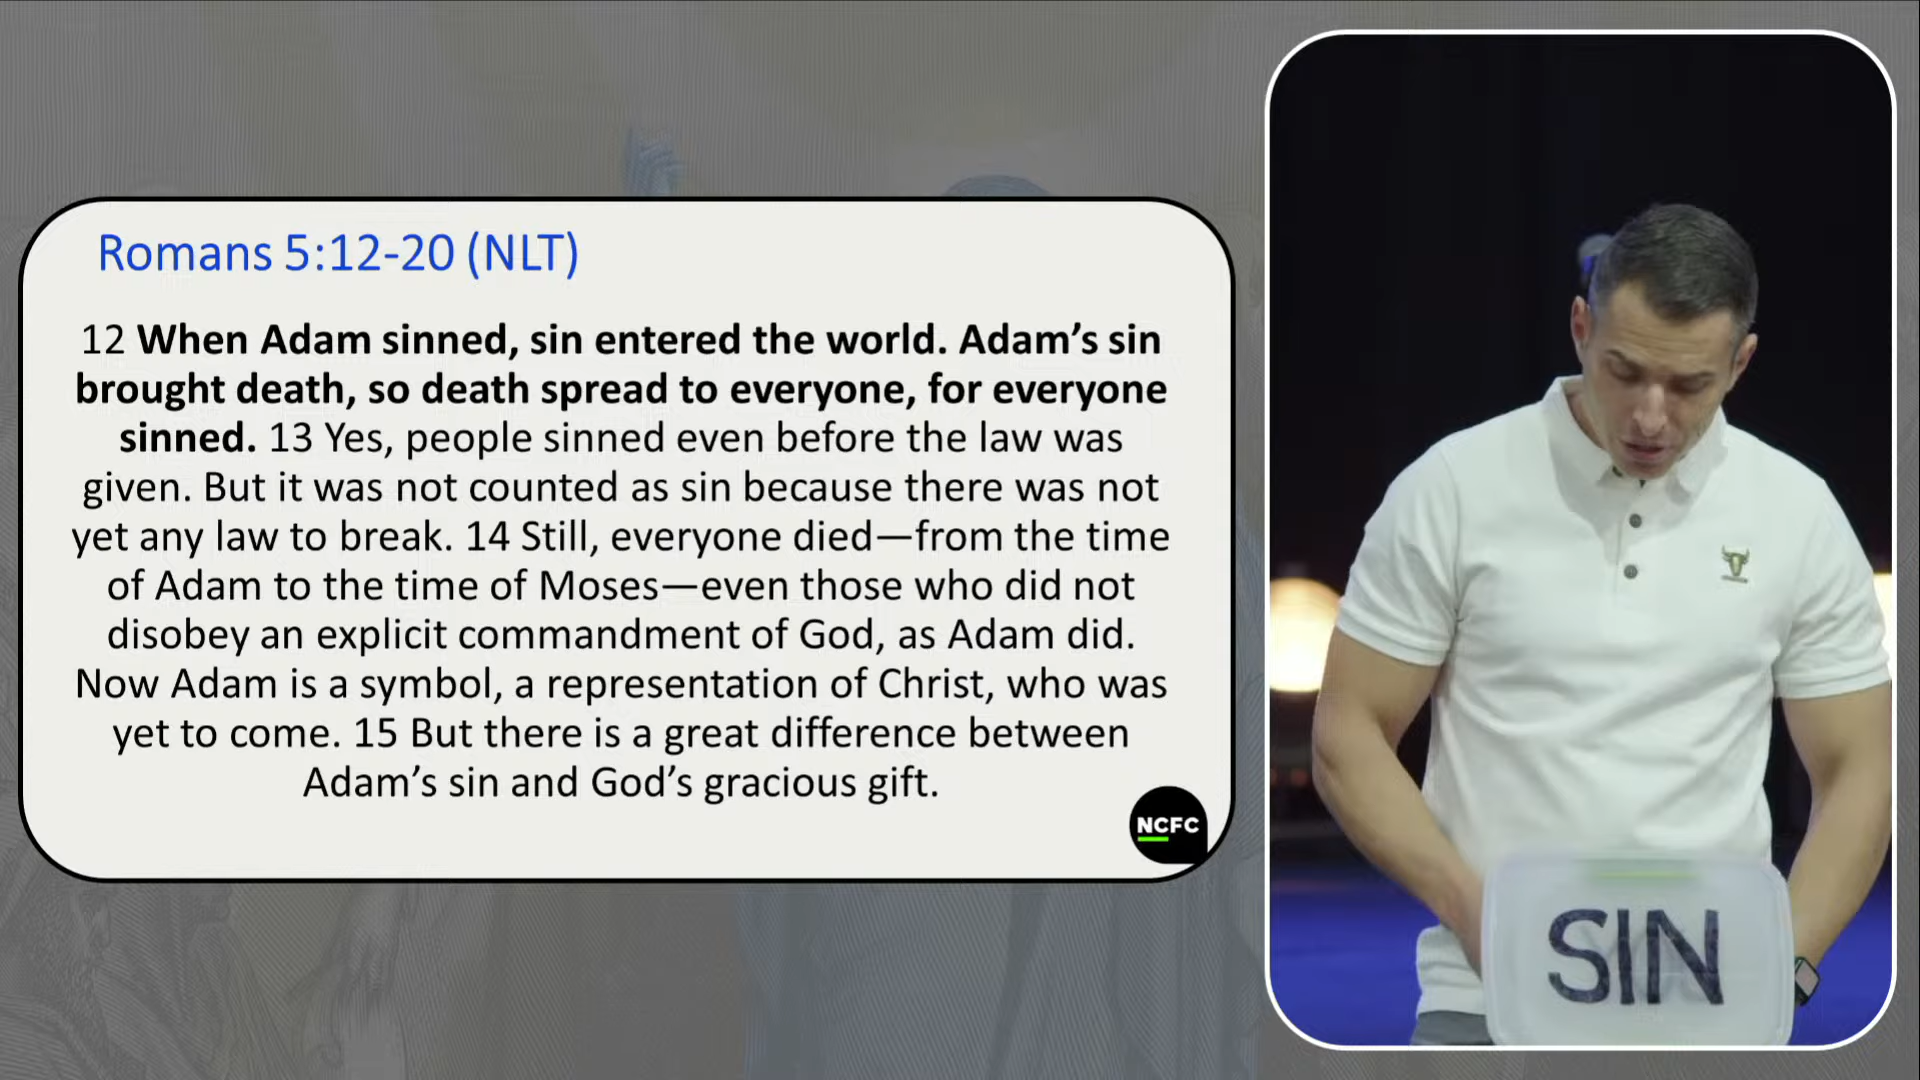 Romans 5:12-20 (NLT)
12 When Adam sinned, sin entered the world. Adam’s sin
brought death, so death spread to everyone, for everyone
sinned. 13 Yes, people sinned even before the law was
given. But it was not counted as sin because there was not
yet any law to break. 14 Still, everyone died—from the time
of Adam to the time of Moses—even those who did not
disobey an explicit commandment of God, as Adam did.
Now Adam is a symbol, a representation of Christ, who was
yet to come. 15 But there is a great difference between
Adam’s sin and God’s gracious gift.
NCFC
SIN